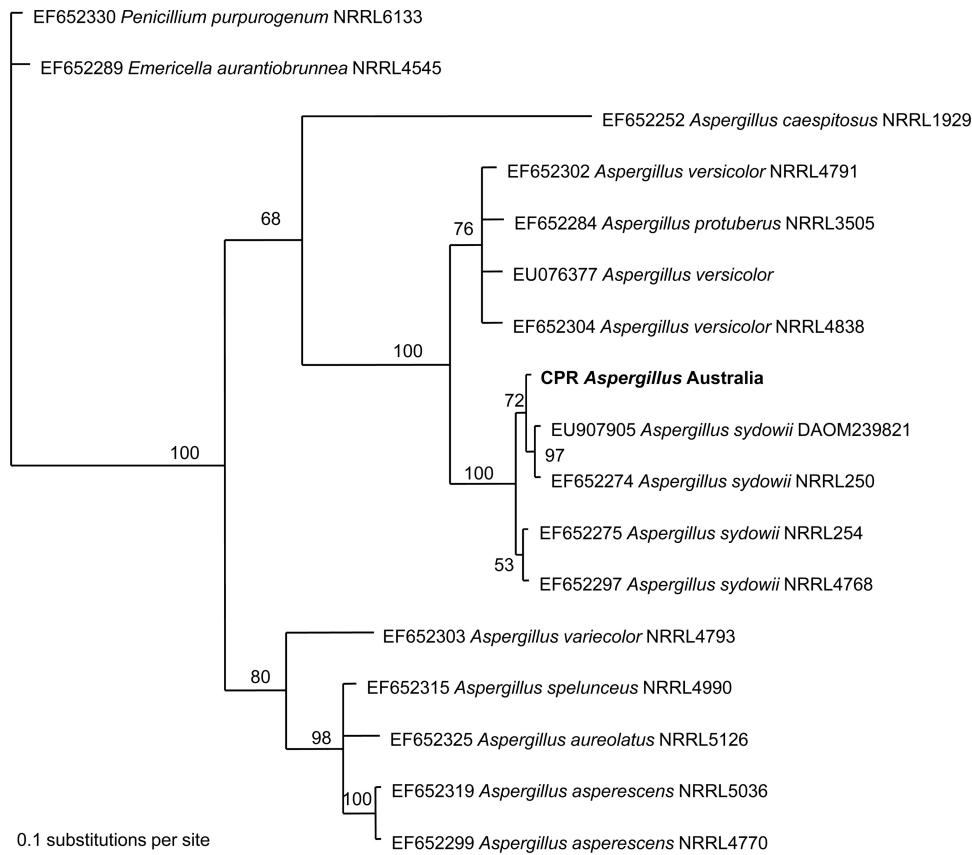 EF652330 Penicillium purpurogenum NRRL6133
EF652289 Emericella aurantiobrunnea NRRL4545
EF652252 Aspergillus caespitosus NRRL1929
EF652302 Aspergillus versicolor NRRL4791
68
EF652284 Aspergillus protuberus NRRL3505
76
EU076377 Aspergillus versicolor
EF652304 Aspergillus versicolor NRRL4838
100
CPR Aspergillus Australia
72
EU907905 Aspergillus sydowii DAOM239821
100
97
100
EF652274 Aspergillus sydowii NRRL250
EF652275 Aspergillus sydowii NRRL254
53
EF652297 Aspergillus sydowii NRRL4768
EF652303 Aspergillus variecolor NRRL4793
80
EF652315 Aspergillus spelunceus NRRL4990
98
EF652325 Aspergillus aureolatus NRRL5126
EF652319 Aspergillus asperescens NRRL5036
100
0.1 substitutions per site
EF652299 Aspergillus asperescens NRRL4770